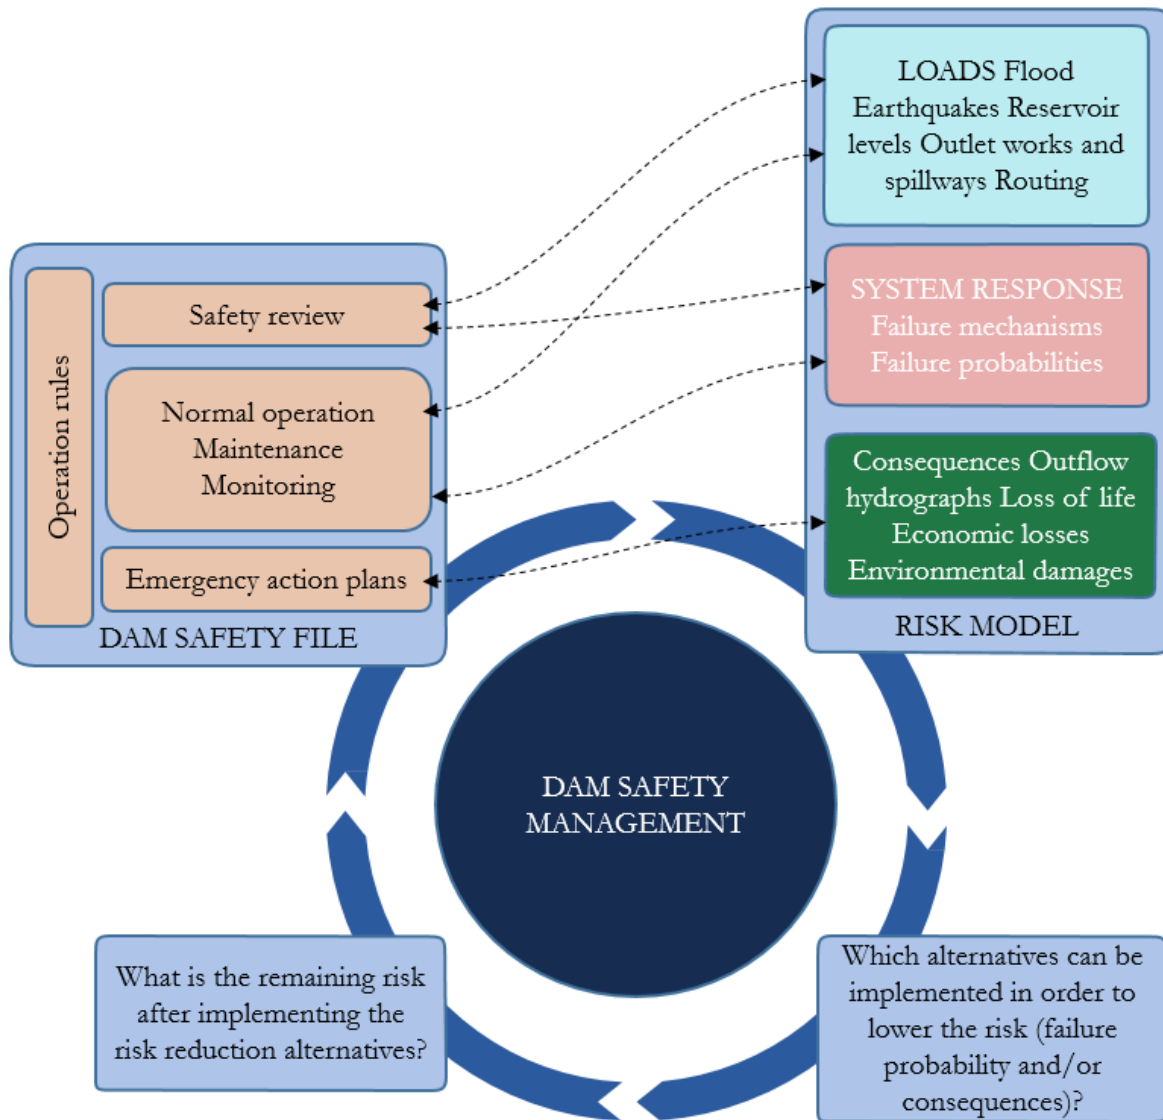 LOADS Flood
Earthquakes Reservoir
levels Outlet works and
spillways Routing
SYSTEM RESPONSE
Failure mechanisms
Failure probabilities
Consequences Outflow
hydrographs Loss of life
Economic losses
Environmental damages
RISK MODEL
Operation rules
Safety review
Normal operation
Maintenance
Monitoring
Emergency action plans
DAM SAFETY FILE
DAM SAFETY
MANAGEMENT
What is the remaining risk
after implementing the
risk reduction alternatives?
Which alternatives can be
implemented in order to
lower the risk (failure
probability and/or
consequences)?